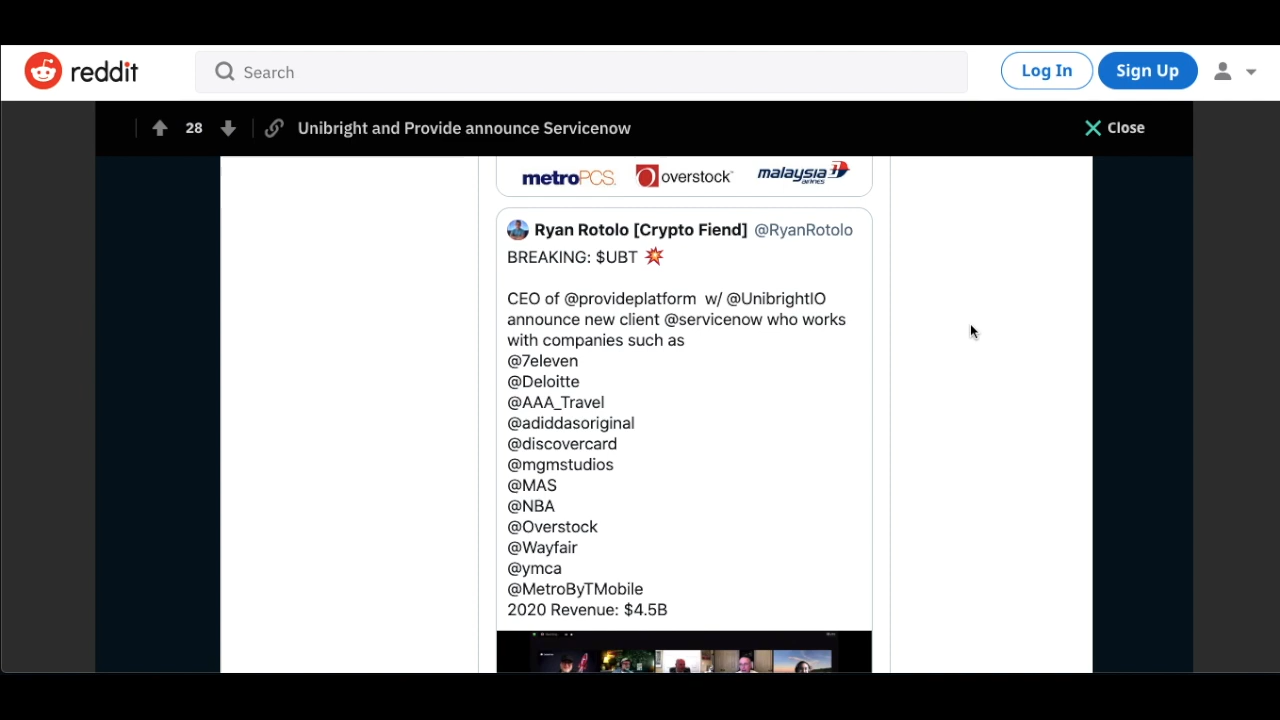 reddit
Search
Log In
Sign Up
28
Unibright and Provide announce Servicenow
Close
metroPCS.
overstock
malaysia
airlines
Ryan Rotolo [Crypto Fiend] @RyanRotolo
BREAKING: $UBT 💥
CEO of @provideplatform w/ @UnibrightIO
announce new client @servicenow who works
with companies such as
@7eleven
@Deloitte
@AAA_Travel
@adiddasoriginal
@discovercard
@mgmstudios
@MAS
@NBA
@Overstock
@Wayfair
@ymca
@MetroByTMobile
2020 Revenue: $4.5B